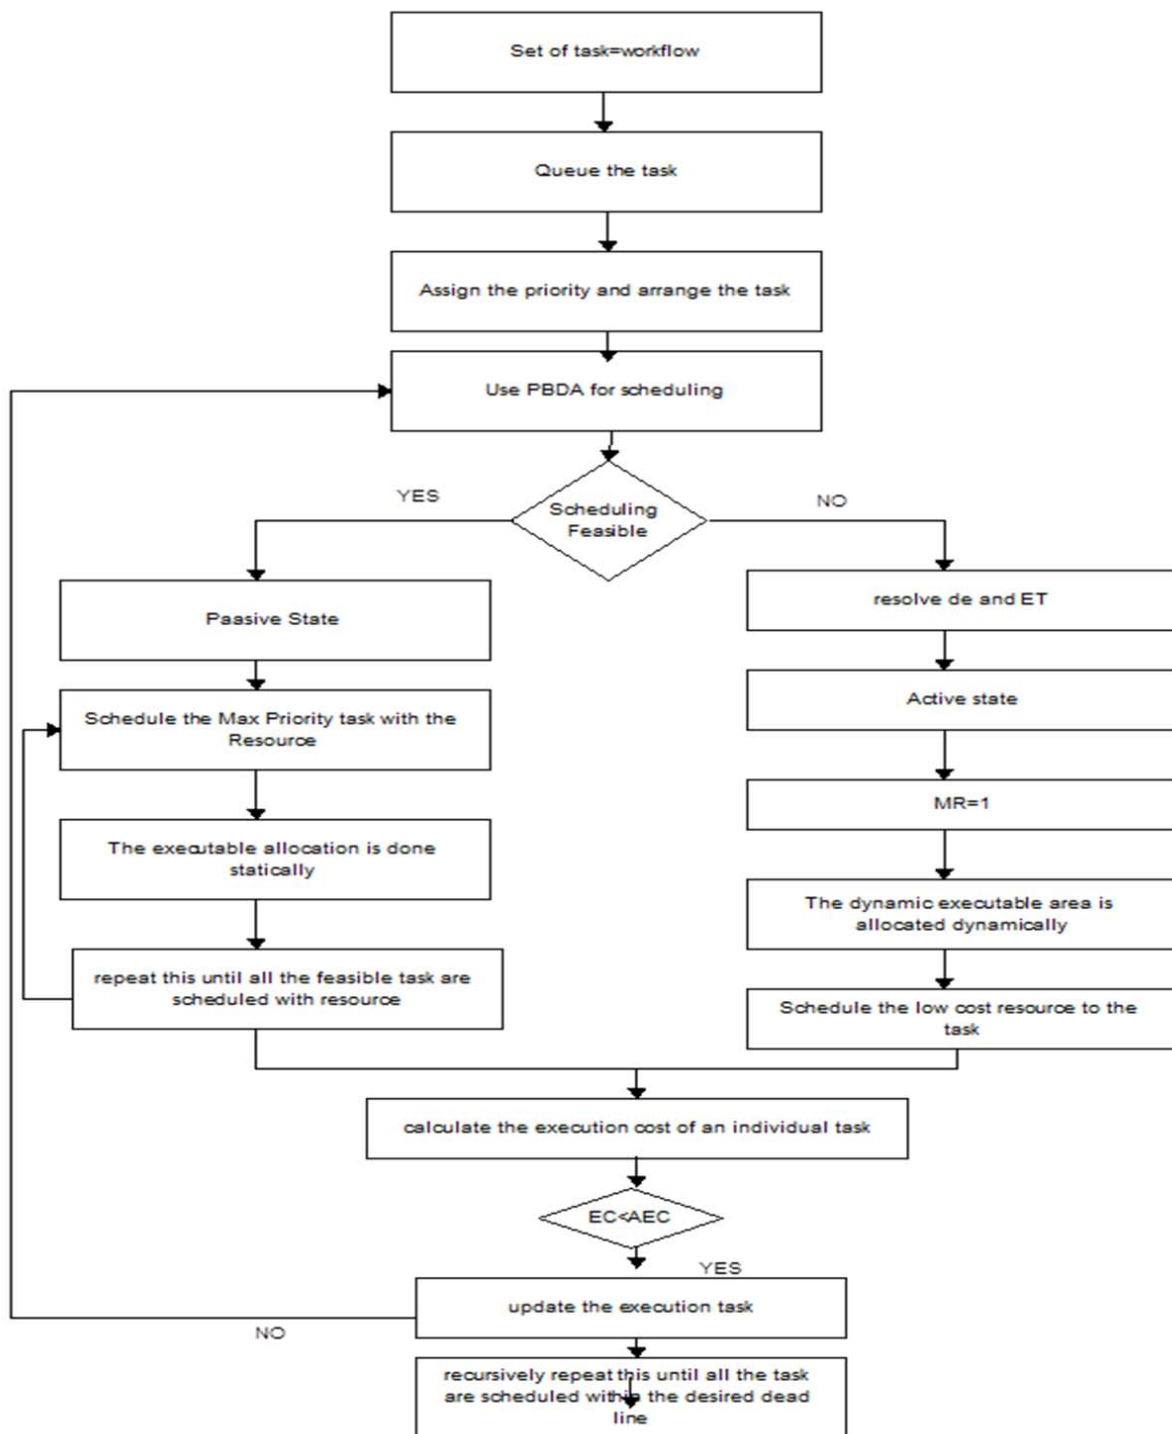 Set of task=workflow
Queue the task
Assign the priority and arrange the task
Use PBDA for scheduling
YES
Scheduling
Feasible
NO
Paasive State
Schedule the Max Priority task with the
Resource
The executable allocation is done
statically
repeat this until all the feasible task are
scheduled with resource
resolve de and ET
Active state
MR=1
The dynamic executable area is
allocated dynamically
Schedule the low cost resource to the
task
calculate the execution cost of an individual task
EC<AEC
YES
update the execution task
NO
recursively repeat this until all the task
are scheduled within the desired dead
line